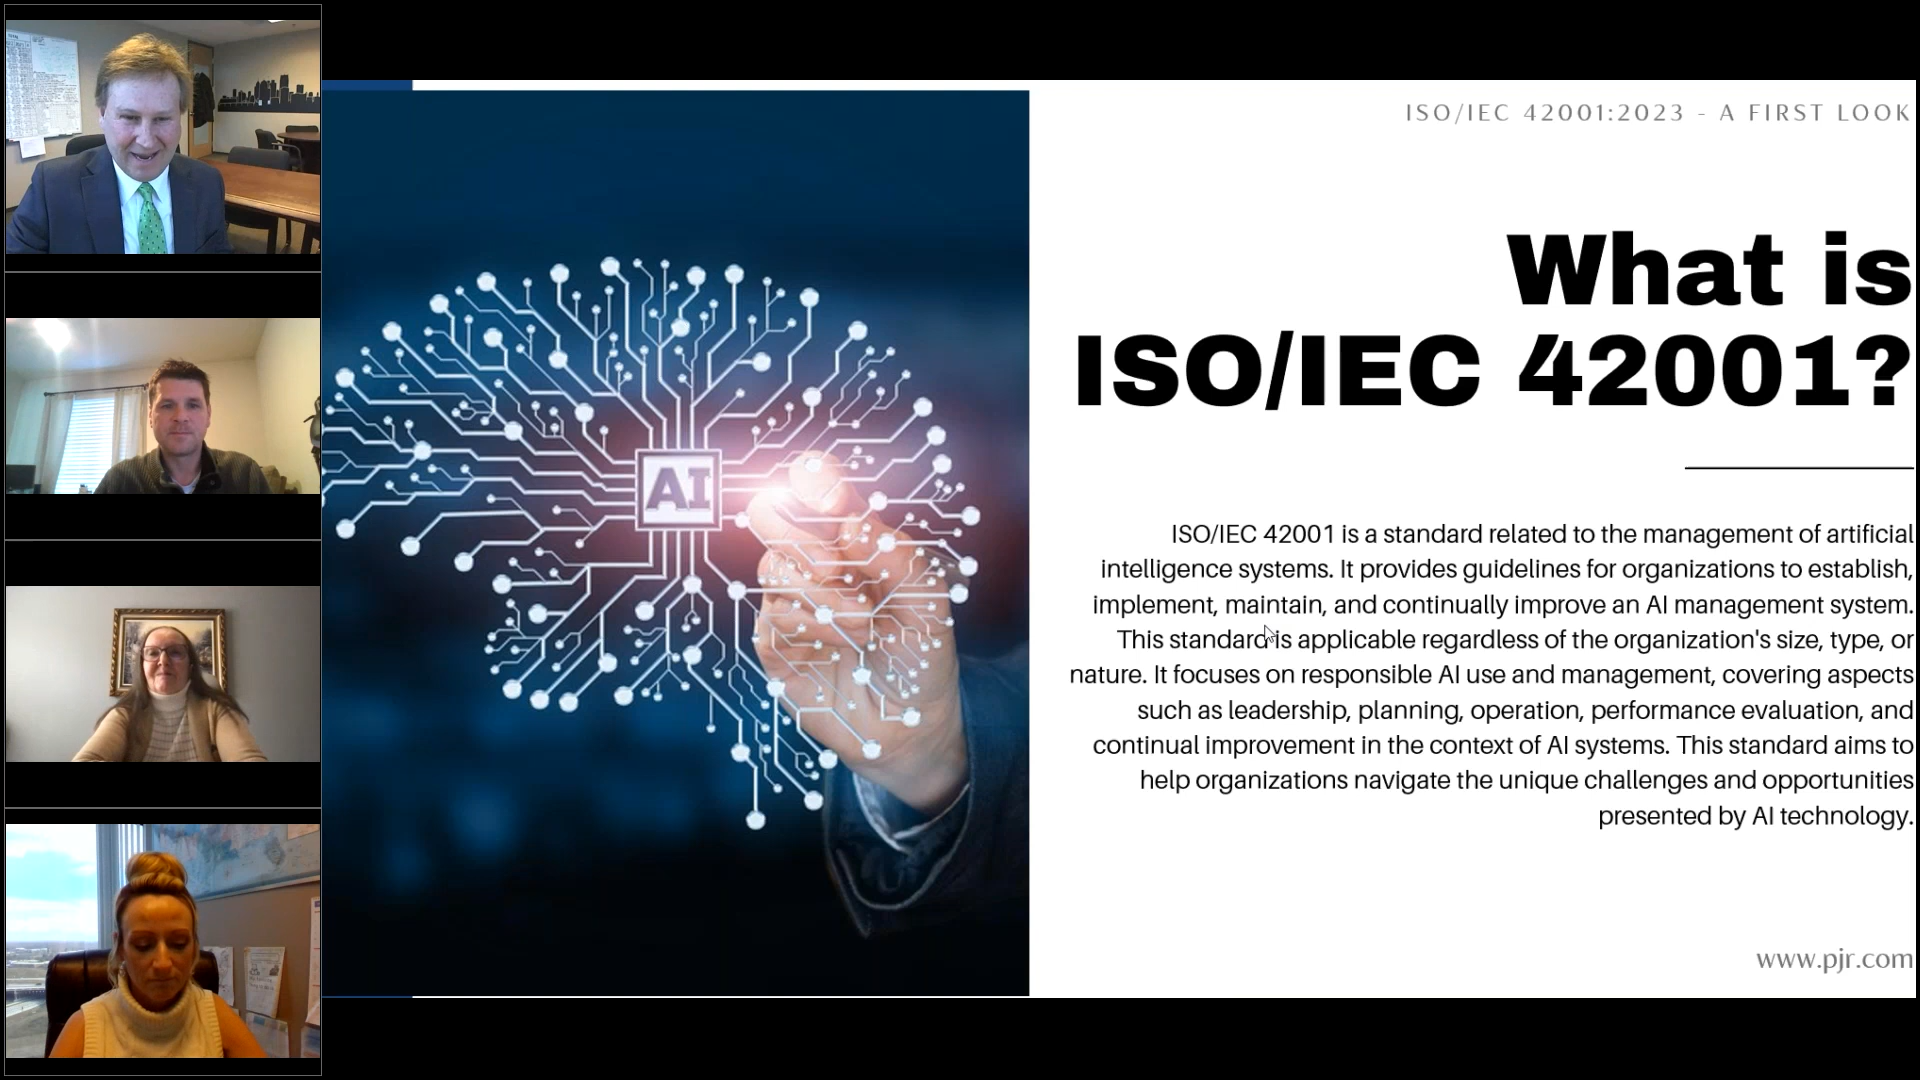 ISO/IEC 42001:2023 - A FIRST LOOK
What is
ISO/IEC 42001?
AI
ISO/IEC 42001 is a standard related to the management of artificial
intelligence systems. It provides guidelines for organizations to establish,
implement, maintain, and continually improve an AI management system.
This standard is applicable regardless of the organization's size, type, or
nature. It focuses on responsible AI use and management, covering aspects
such as leadership, planning, operation, performance evaluation, and
continual improvement in the context of AI systems. This standard aims to
help organizations navigate the unique challenges and opportunities
presented by AI technology.
www.pjr.com